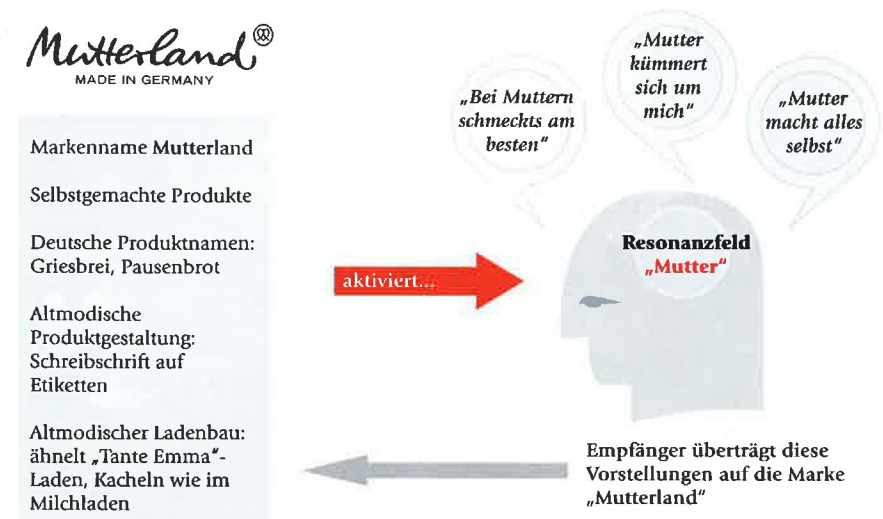 Mutterland
MADE IN GERMANY
Markenname Mutterland
Selbstgemachte Produkte
Deutsche Produktnamen:
Griesbrei, Pausenbrot
Altmodische
Produktgestaltung:
Schreibschrift auf
Etiketten
Altmodischer Ladenbau:
ähnelt „Tante Emma“-
Laden, Kacheln wie im
Milchladen
aktiviert...
„Bei Muttern
schmeckts am
besten“
„Mutter
kümmert
sich um
mich“
„Mutter
macht alles
selbst“
Resonanzfeld
„Mutter“
Empfänger überträgt diese
Vorstellungen auf die Marke
„Mutterland“